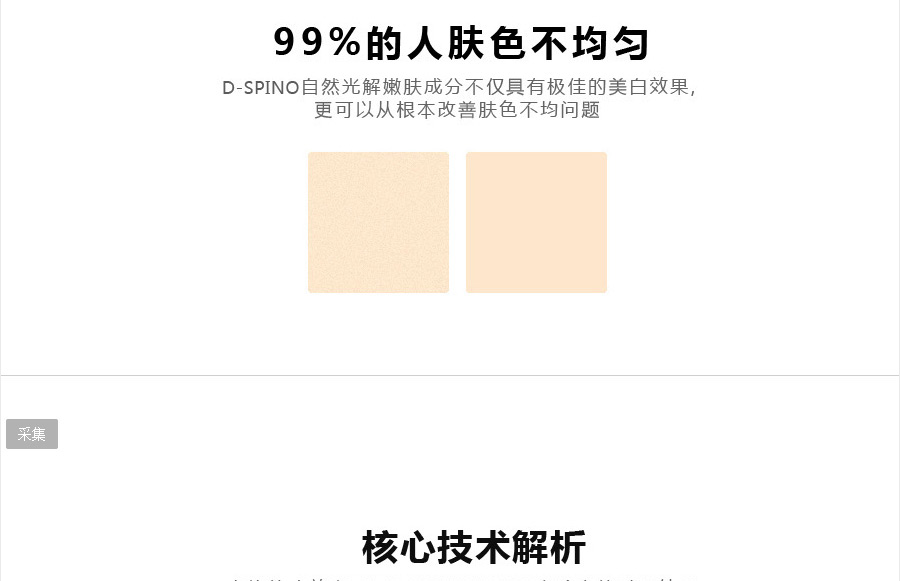 99%的人肤色不均匀
D-SPINO自然光解嫩肤成分不仅具有极佳的美白效果,
更可以从根本改善肤色不均问题
采集
核心技术解析